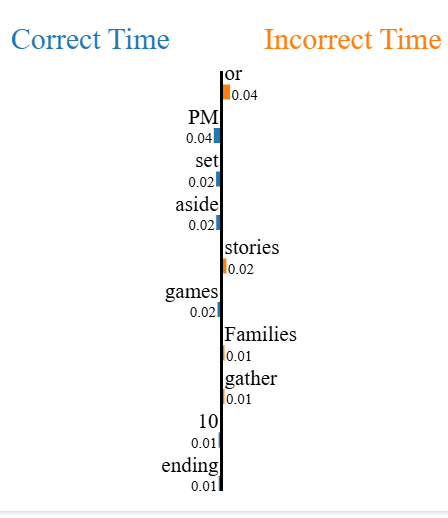 Correct Time Incorrect Time
or
0.04
PM
0.04
set
0.02
aside
0.02
stories
0.02
games
0.02
Families
0.01
gather
0.01
10
0.01
ending
0.01